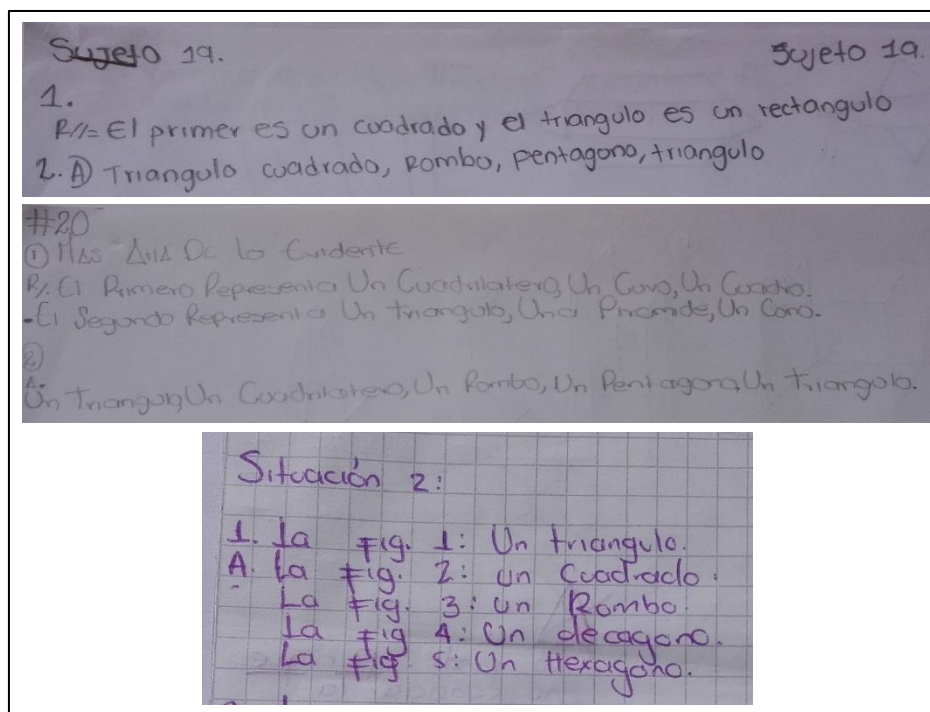 Sujeto 19.
Sujeto 19.
1.
R//= El primer es un cuadrado y el triangulo es un rectangulo
2. A) Triangulo cuadrado, Rombo, pentagono, triangulo
#20
① Mas Alla De lo Evidente
R/. El Primero Representa Un Cuadrilatero, Un Cuvo, Un Cuadro.
-El Segundo Representa Un triangulo, Una Piramide, Un Cono.
②
A.
Un Triangulo, Un Cuadrilatero, Un Rombo, Un Pentagono, Un triangulo.
Situación 2:
1. La Fig. 1: Un triangulo.
A. La Fig. 2: un Cuadrado.
La Fig. 3: un Rombo.
La fig 4: Un decagono.
La fig 5: Un Hexagono.